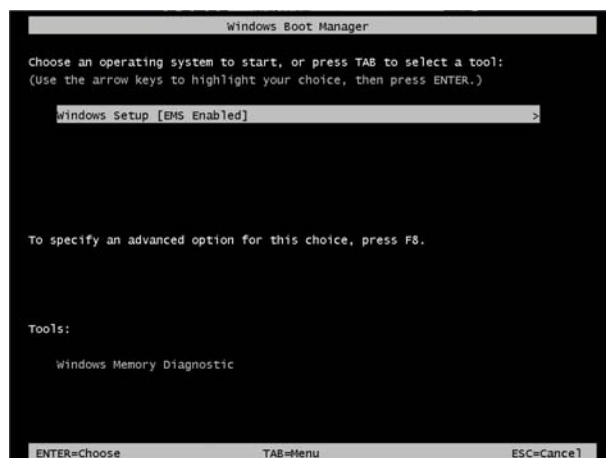 Windows Boot Manager
Choose an operating system to start, or press TAB to select a tool:
(Use the arrow keys to highlight your choice, then press ENTER.)
Windows Setup [EMS Enabled] >
To specify an advanced option for this choice, press F8.
Tools:
Windows Memory Diagnostic
ENTER=Choose TAB=Menu ESC=Cancel